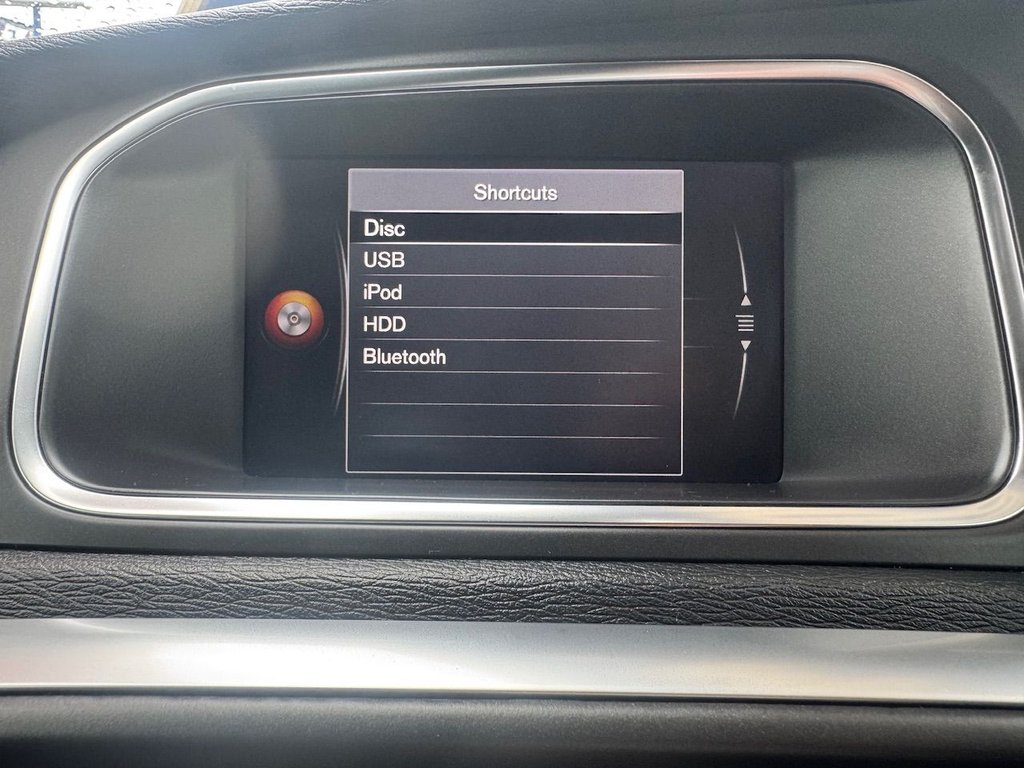 Shortcuts
Disc
USB
iPod
HDD
Bluetooth